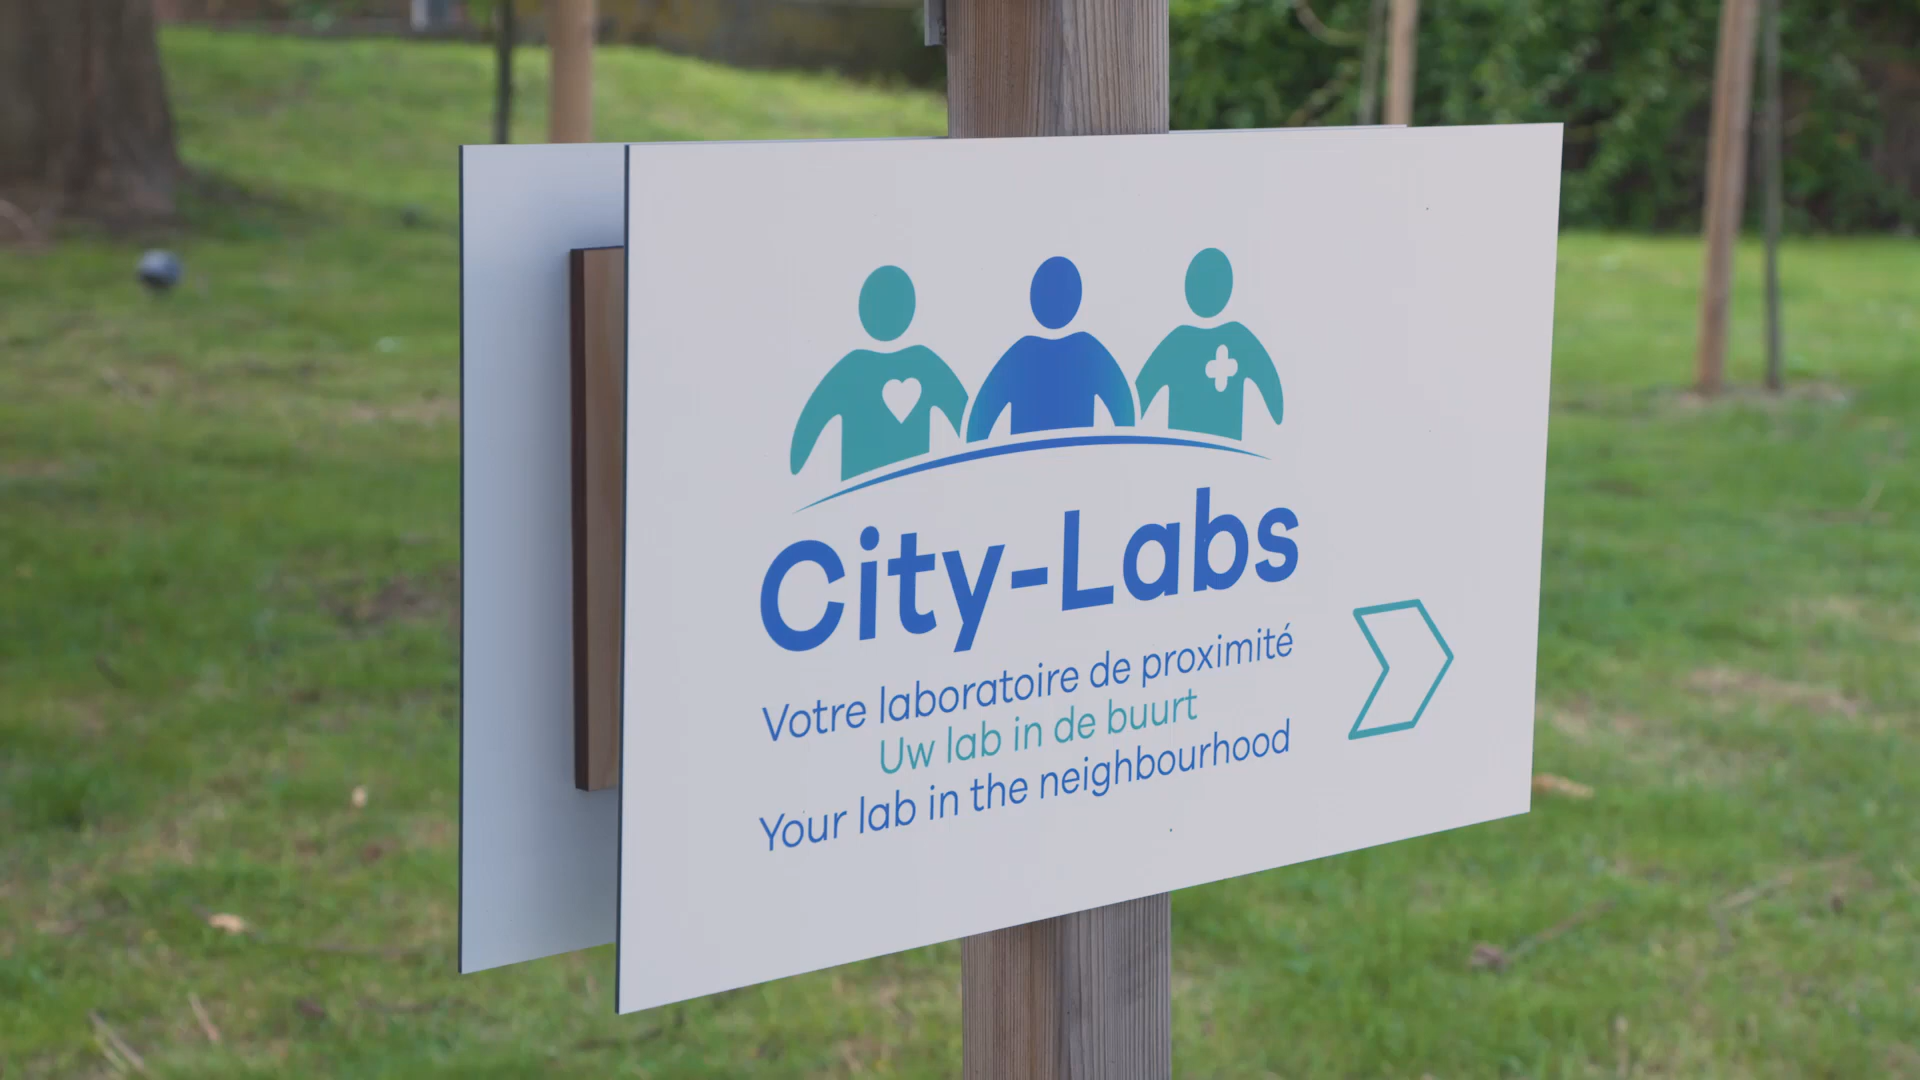 City-Labs
Votre laboratoire de proximité
Uw lab in de buurt
Your lab in the neighbourhood